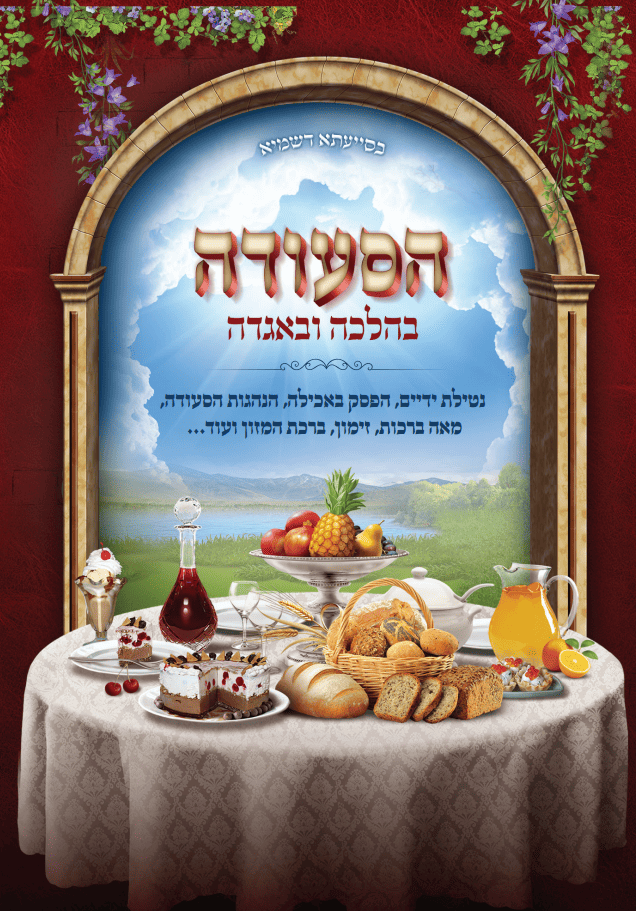 בסייעתא דשמיא
הסעודה
בהלכה ובאגדה
נטילת ידיים, הפסק באכילה, הנהגות הסעודה,
מאה ברכות, זימון, ברכת המזון ועוד...